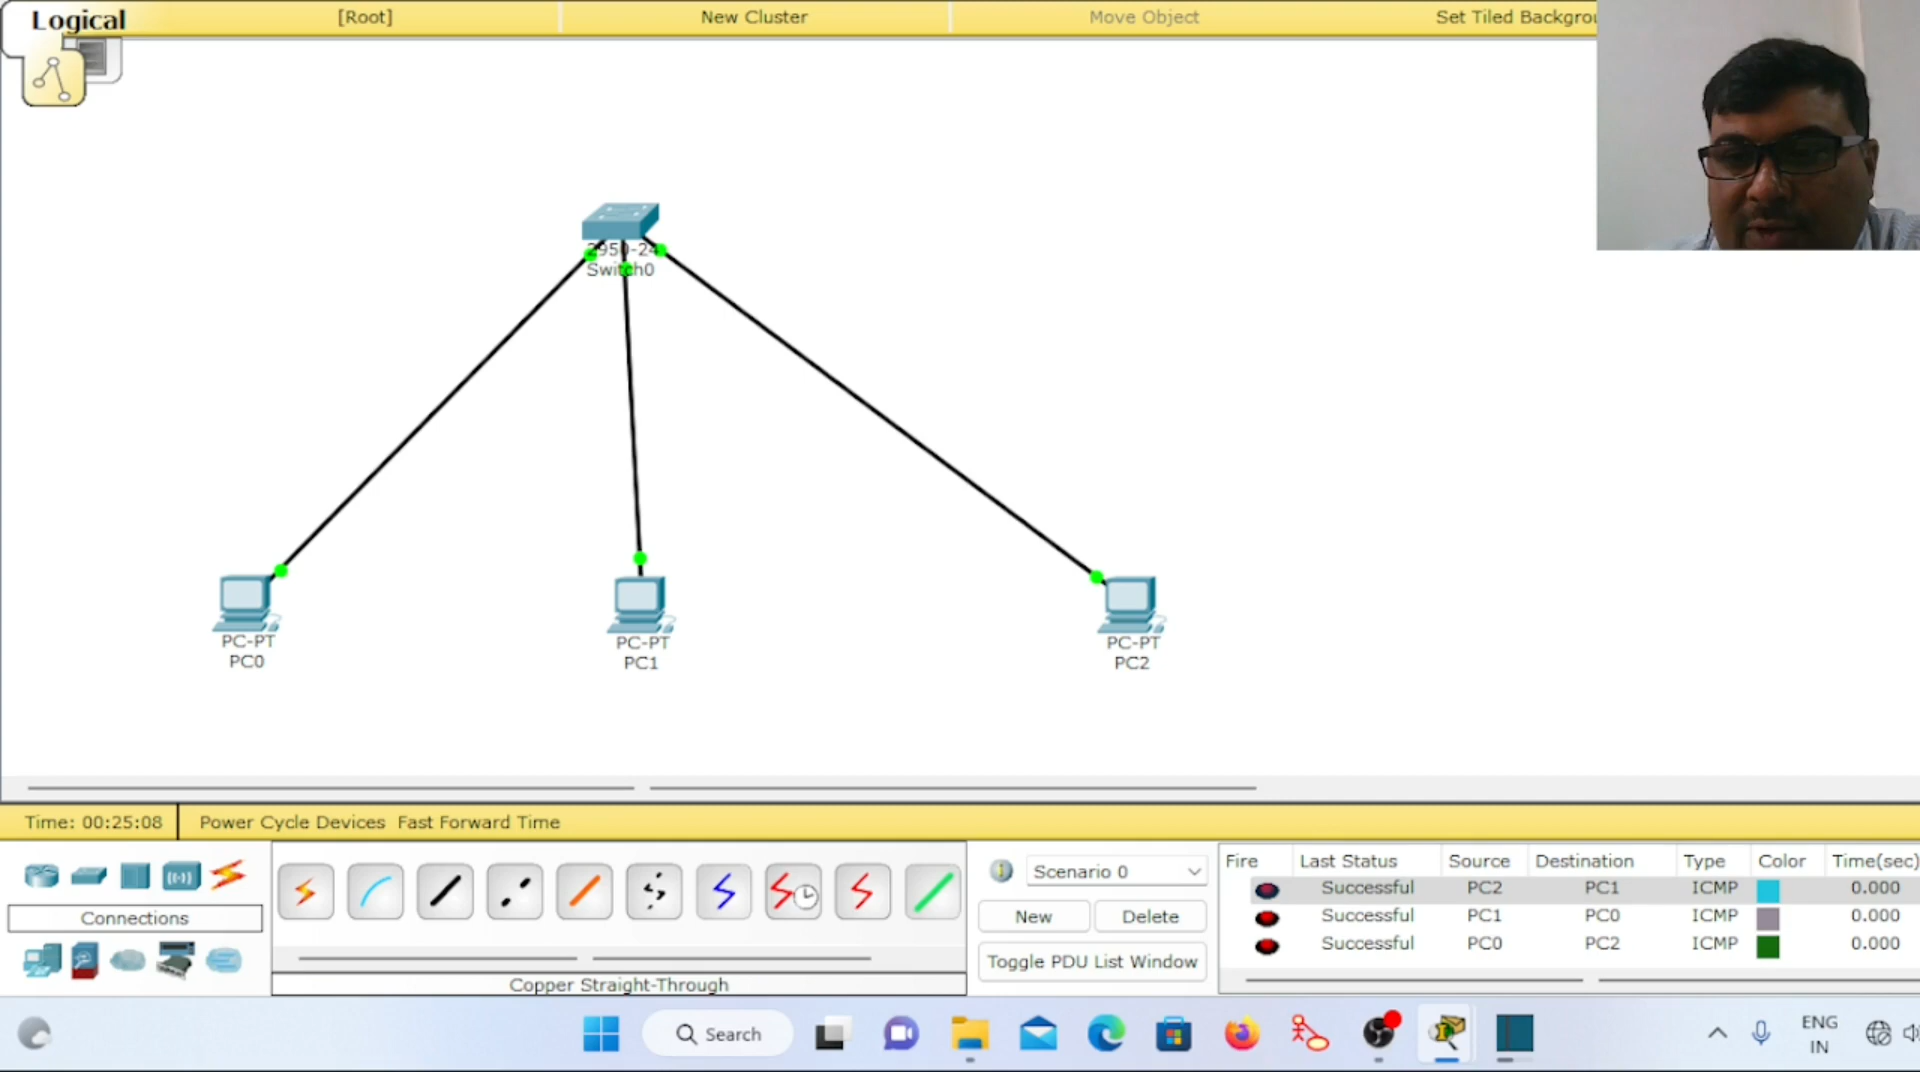 Logical
[Root]
New Cluster
Move Object
Set Tiled Backgrou
2950-24
Switch0
PC-PT
PC0
PC-PT
PC1
PC-PT
PC2
Time: 00:25:08
Power Cycle Devices Fast Forward Time
Connections
Copper Straight-Through
Scenario 0
New
Delete
Toggle PDU List Window
Fire Last Status Source Destination Type Color Time(sec)
Successful PC2 PC1 ICMP 0.000
Successful PC1 PC0 ICMP 0.000
Successful PC0 PC2 ICMP 0.000
Search
ENG
IN